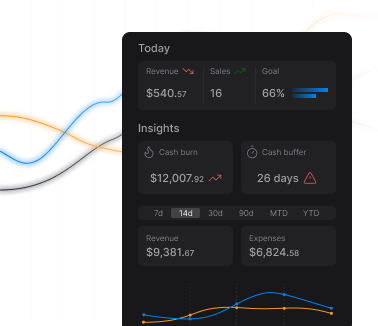 Today
Revenue Sales Goal
$540.57 16 66%
Insights
Cash burn Cash buffer
$12,007.92 26 days
7d 14d 30d 90d MTD YTD
Revenue Expenses
$9,381.67 $6,824.58